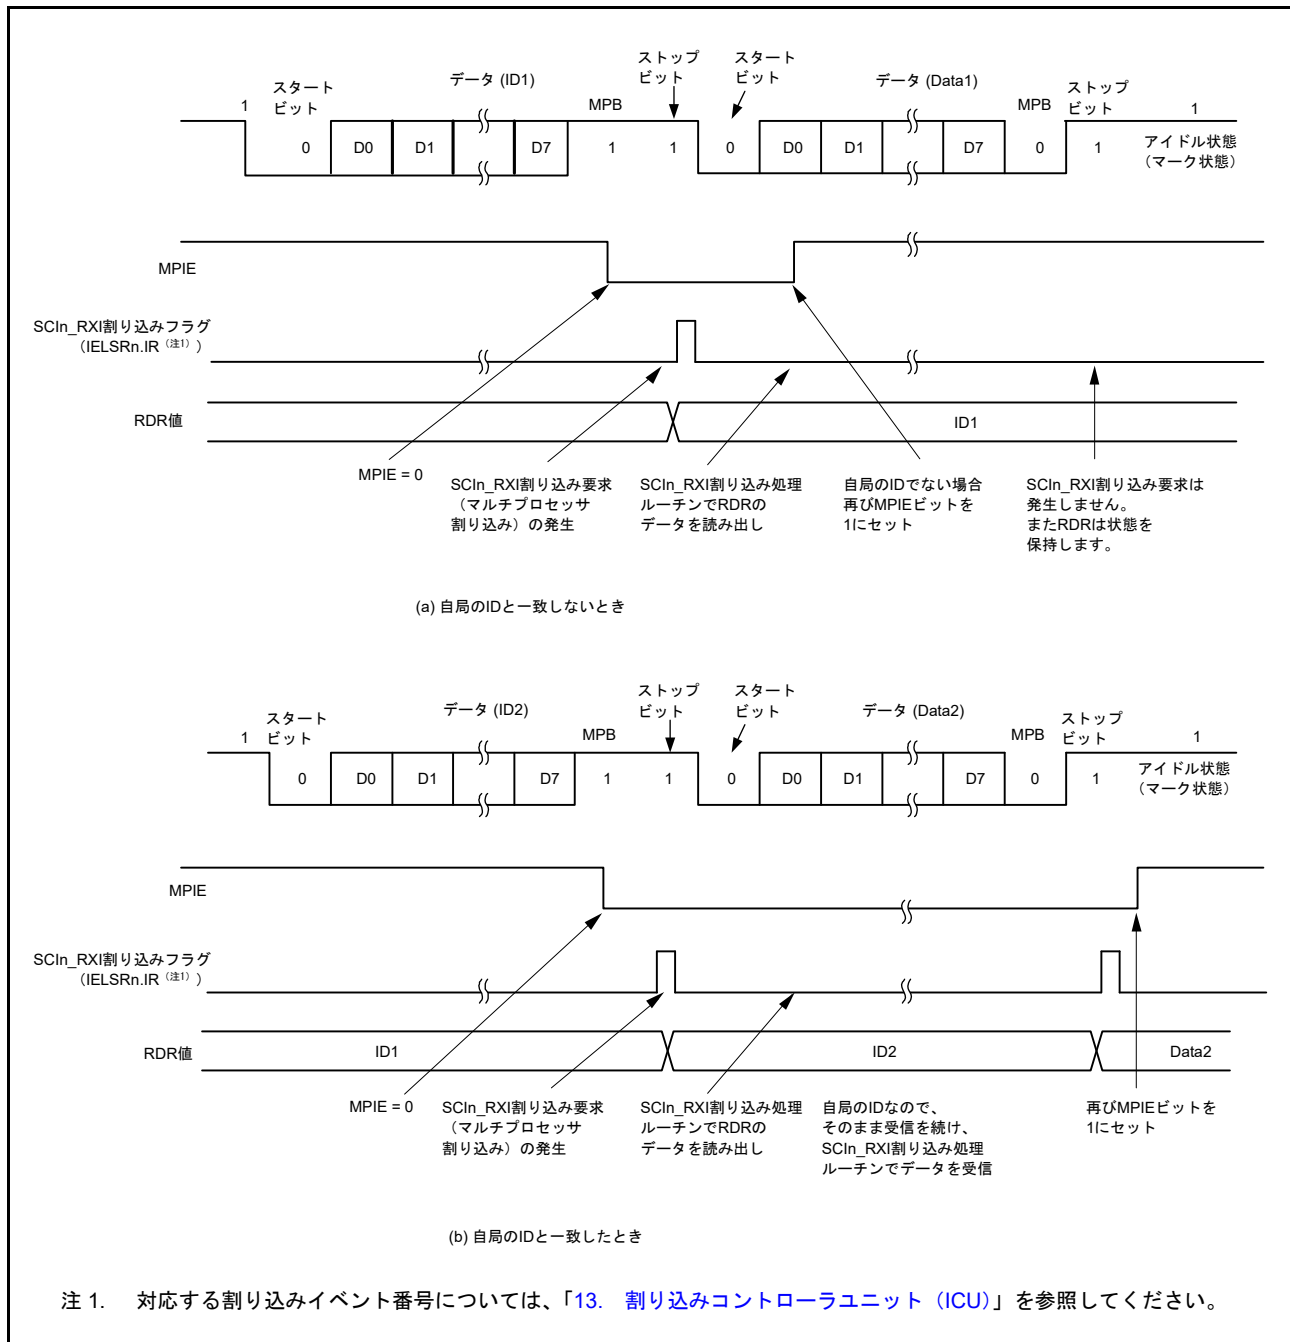 データ (ID1)
ストップ
ビット
スタート
ビット
データ (Data1)
スタート
ビット
MPB
MPB
ストップ
ビット
1
1
0
D0
D1
D7
1
1
0
D0
D1
D7
0
1
アイドル状態
(マーク状態)
MPIE
SCIn_RXI割り込みフラグ
(IELSRn.IR (注1) )
RDR値
ID1
MPIE = 0
SCIn_RXI割り込み要求
(マルチプロセッサ
割り込み) の発生
SCIn_RXI割り込み処理
ルーチンでRDRの
データを読み出し
自局のIDでない場合
再びMPIEビットを
1にセット
SCIn_RXI割り込み要求は
発生しません。
またRDRは状態を
保持します。
(a) 自局のIDと一致しないとき
データ (ID2)
ストップ
ビット
スタート
ビット
データ (Data2)
スタート
ビット
MPB
MPB
ストップ
ビット
1
1
0
D0
D1
D7
1
1
0
D0
D1
D7
0
1
アイドル状態
(マーク状態)
MPIE
SCIn_RXI割り込みフラグ
(IELSRn.IR (注1) )
RDR値
ID1
ID2
Data2
MPIE = 0
SCIn_RXI割り込み要求
(マルチプロセッサ
割り込み) の発生
SCIn_RXI割り込み処理
ルーチンでRDRの
データを読み出し
自局のIDなので、
そのまま受信を続け、
SCIn_RXI割り込み処理
ルーチンでデータを受信
再びMPIEビットを
1にセット
(b) 自局のIDと一致したとき
注 1. 対応する割り込みイベント番号については、「13. 割り込みコントローラユニット（ICU）」を参照してください。